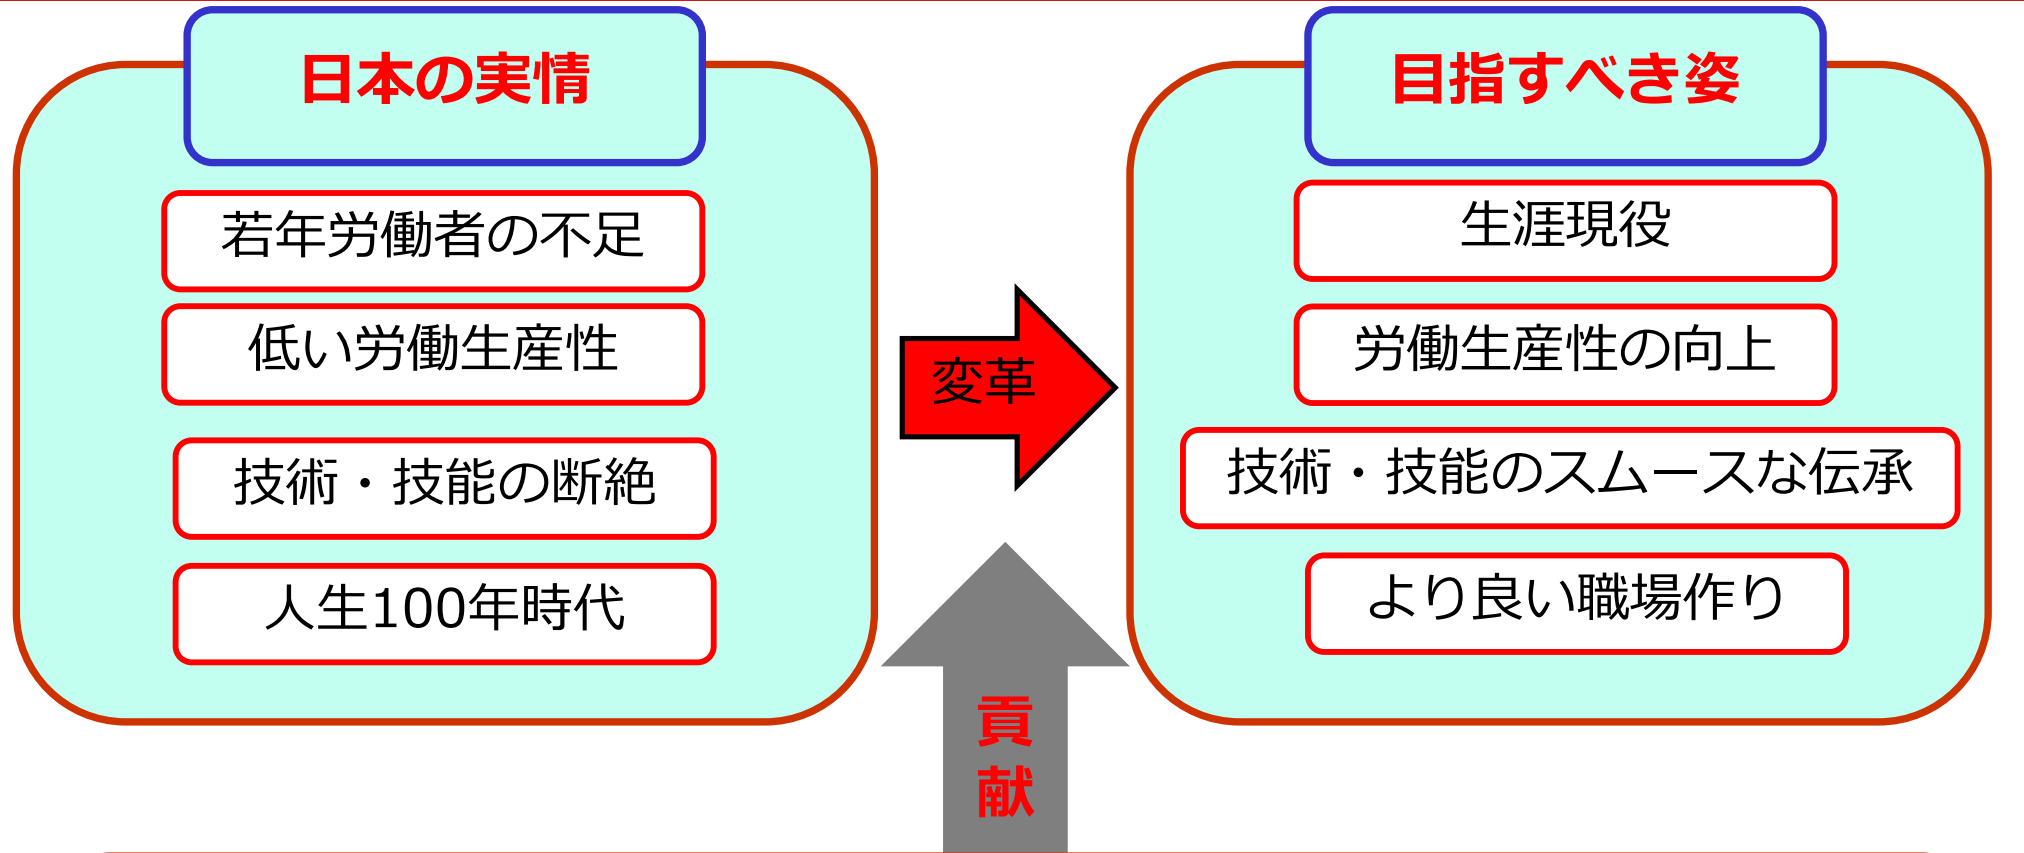 日本の実情
若年労働者の不足
低い労働生産性
技術・技能の断絶
人生100年時代
変革
貢
献
目指すべき姿
生涯現役
労働生産性の向上
技術・技能のスムースな伝承
より良い職場作り